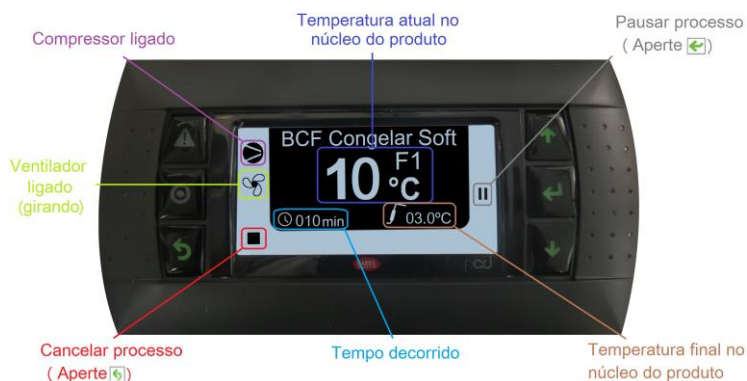 Temperatura atual no
núcleo do produto
Pausar processo
( Aperte )
Compressor ligado
BCF Congelar Soft
Ventilador
ligado
(girando)
10 °C
F1
010min
03.0ºC
CAREL
Cancelar processo
( Aperte )
Tempo decorrido
Temperatura final no
núcleo do produto